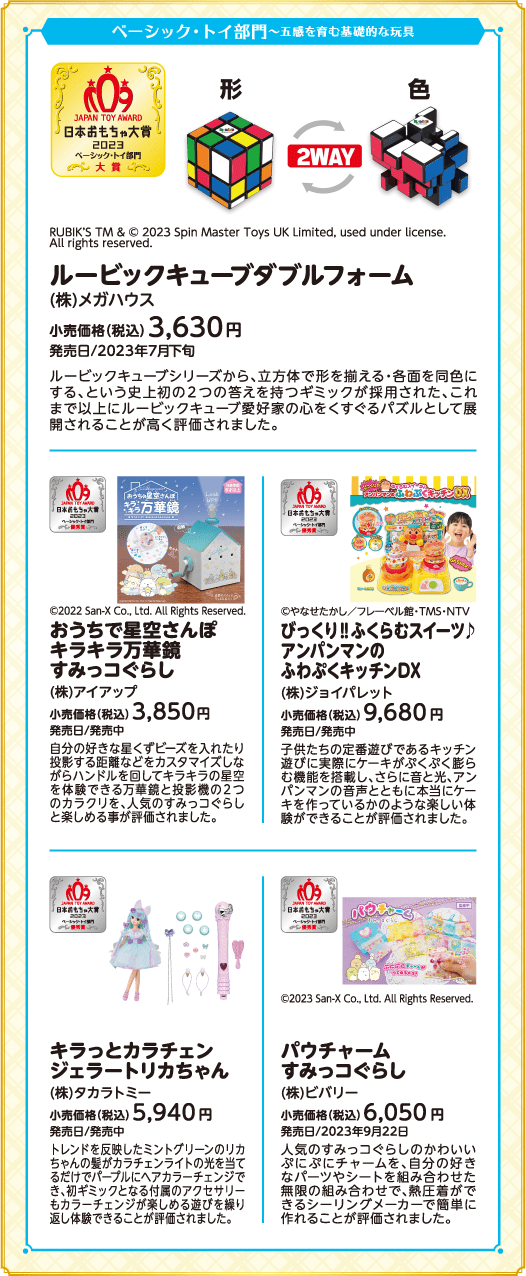 ベーシック・トイ部門〜五感を育む基礎的な玩具
JAPAN TOY AWARD
日本おもちゃ大賞
2023
ベーシック・トイ部門
大賞
形
色
2WAY
RUBIK'S TM & © 2023 Spin Master Toys UK Limited, used under license.
All rights reserved.
ルービックキューブダブルフォーム
(株)メガハウス
小売価格(税込)3,630円
発売日/2023年7月下旬
ルービックキューブシリーズから、立方体で形を揃える・各面を同色に
する、という史上初の2つの答えを持つギミックが採用された、これ
まで以上にルービックキューブ愛好家の心をくすぐるパズルとして展
開されることが高く評価されました。
JAPAN TOY AWARD
日本おもちゃ大賞
2023
ベーシック・トイ部門
優秀賞
おうちで星空さんぽ
キラキラ万華鏡
©2022 San-X Co., Ltd. All Rights Reserved.
おうちで星空さんぽ
キラキラ万華鏡
すみっコぐらし
(株)アイアップ
小売価格(税込)3,850円
発売日/発売中
自分の好きな星くずビーズを入れたり
投影する距離などをカスタマイズしな
がらハンドルを回してキラキラの星空
を体験できる万華鏡と投影機の2つ
のカラクリを、人気のすみっコぐらし
と楽しめる事が評価されました。
JAPAN TOY AWARD
日本おもちゃ大賞
2023
ベーシック・トイ部門
優秀賞
アンパンマンの
ふわぷくキッチンDX
©やなせたかし/フレーベル館・TMS・NTV
びっくり!!ふくらむスイーツ♪
アンパンマンの
ふわぷくキッチンDX
(株)ジョイパレット
小売価格(税込)9,680円
発売日/発売中
子供たちの定番遊びであるキッチン
遊びに実際にケーキがぷくぷく膨ら
む機能を搭載し、さらに音と光、アン
パンマンの音声とともに本当にケー
キを作っているかのような楽しい体
験ができることが評価されました。
JAPAN TOY AWARD
日本おもちゃ大賞
2023
ベーシック・トイ部門
優秀賞
キラっとカラチェン
ジェラートリカちゃん
(株)タカラトミー
小売価格(税込)5,940円
発売日/発売中
トレンドを反映したミントグリーンのリカ
ちゃんの髪がカラチェンライトの光を当て
るだけでパープルにヘアカラーチェンジで
き、初ギミックとなる付属のアクセサリー
もカラーチェンジが楽しめる遊びを繰り
返し体験できることが評価されました。
JAPAN TOY AWARD
日本おもちゃ大賞
2023
ベーシック・トイ部門
優秀賞
パウチャーム
©2023 San-X Co., Ltd. All Rights Reserved.
パウチャーム
すみっコぐらし
(株)ビバリー
小売価格(税込)6,050円
発売日/2023年9月22日
人気のすみっコぐらしのかわいい
ぷにぷにチャームを、自分の好き
なパーツやシートを組み合わせた
無限の組み合わせで、熱圧着がで
きるシーリングメーカーで簡単に
作れることが評価されました。